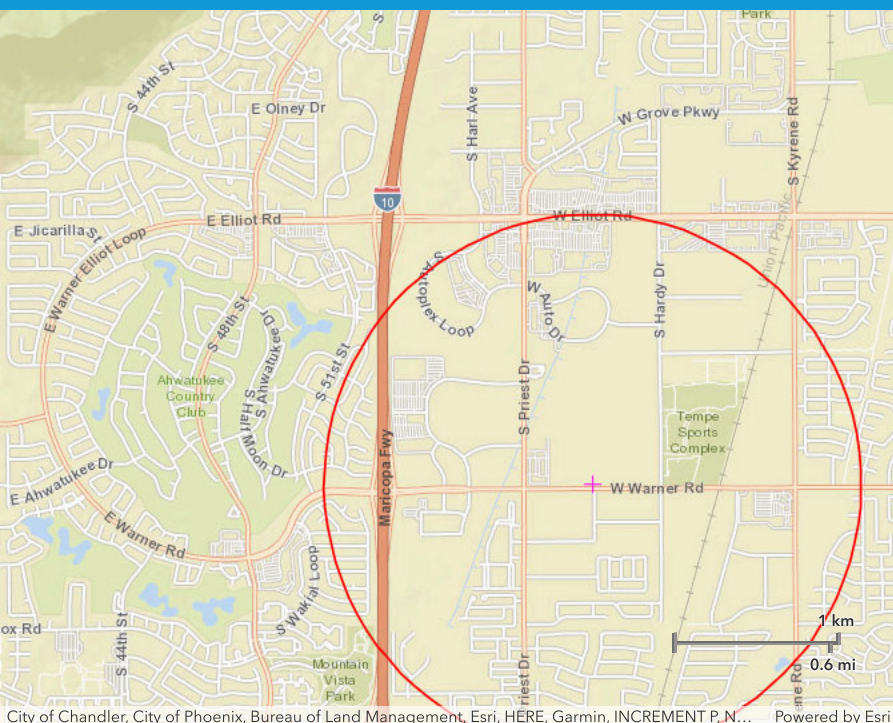 Park
S
S 44th St
E Olney Dr
S Harl Ave
W Grove Pkwy
S Kyrene Rd
10
E Jicarilla St
E Elliot Rd
W Elliot Rd
E Warner Elliot Loop
Union Pacific
S Autoplex Loop
W Auto Dr
S Hardy Dr
S 48th St
S Ahwatukee Dr
S 51st St
Ahwatukee
Country
Club
S Half Moon Dr
S Priest Dr
Tempe
Sports
Complex
Maricopa Fwy
E Ahwatukee Dr
W Warner Rd
E Warner Rd
S Wakial Loop
S 44th St
ox Rd
1 km
0.6 mi
Mountain
Vista
Park
riest Dr
ne Rd
City of Chandler, City of Phoenix, Bureau of Land Management, Esri, HERE, Garmin, INCREMENT P, N...
Powered by Esr